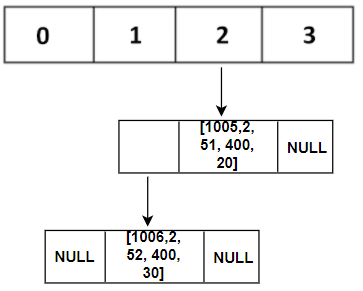 0 1 2 3
[1005,2,
51, 400,
20]
NULL
NULL
[1006,2,
52, 400,
30]
NULL